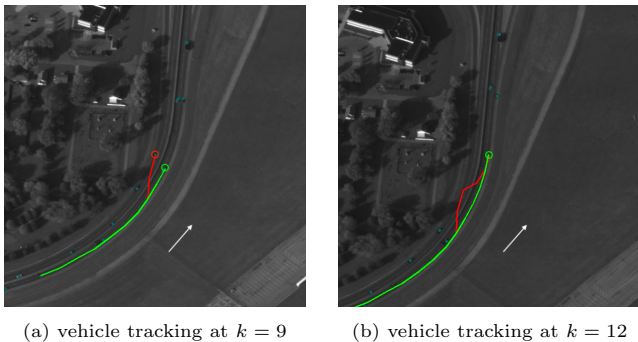 (a) vehicle tracking at k = 9
(b) vehicle tracking at k = 12